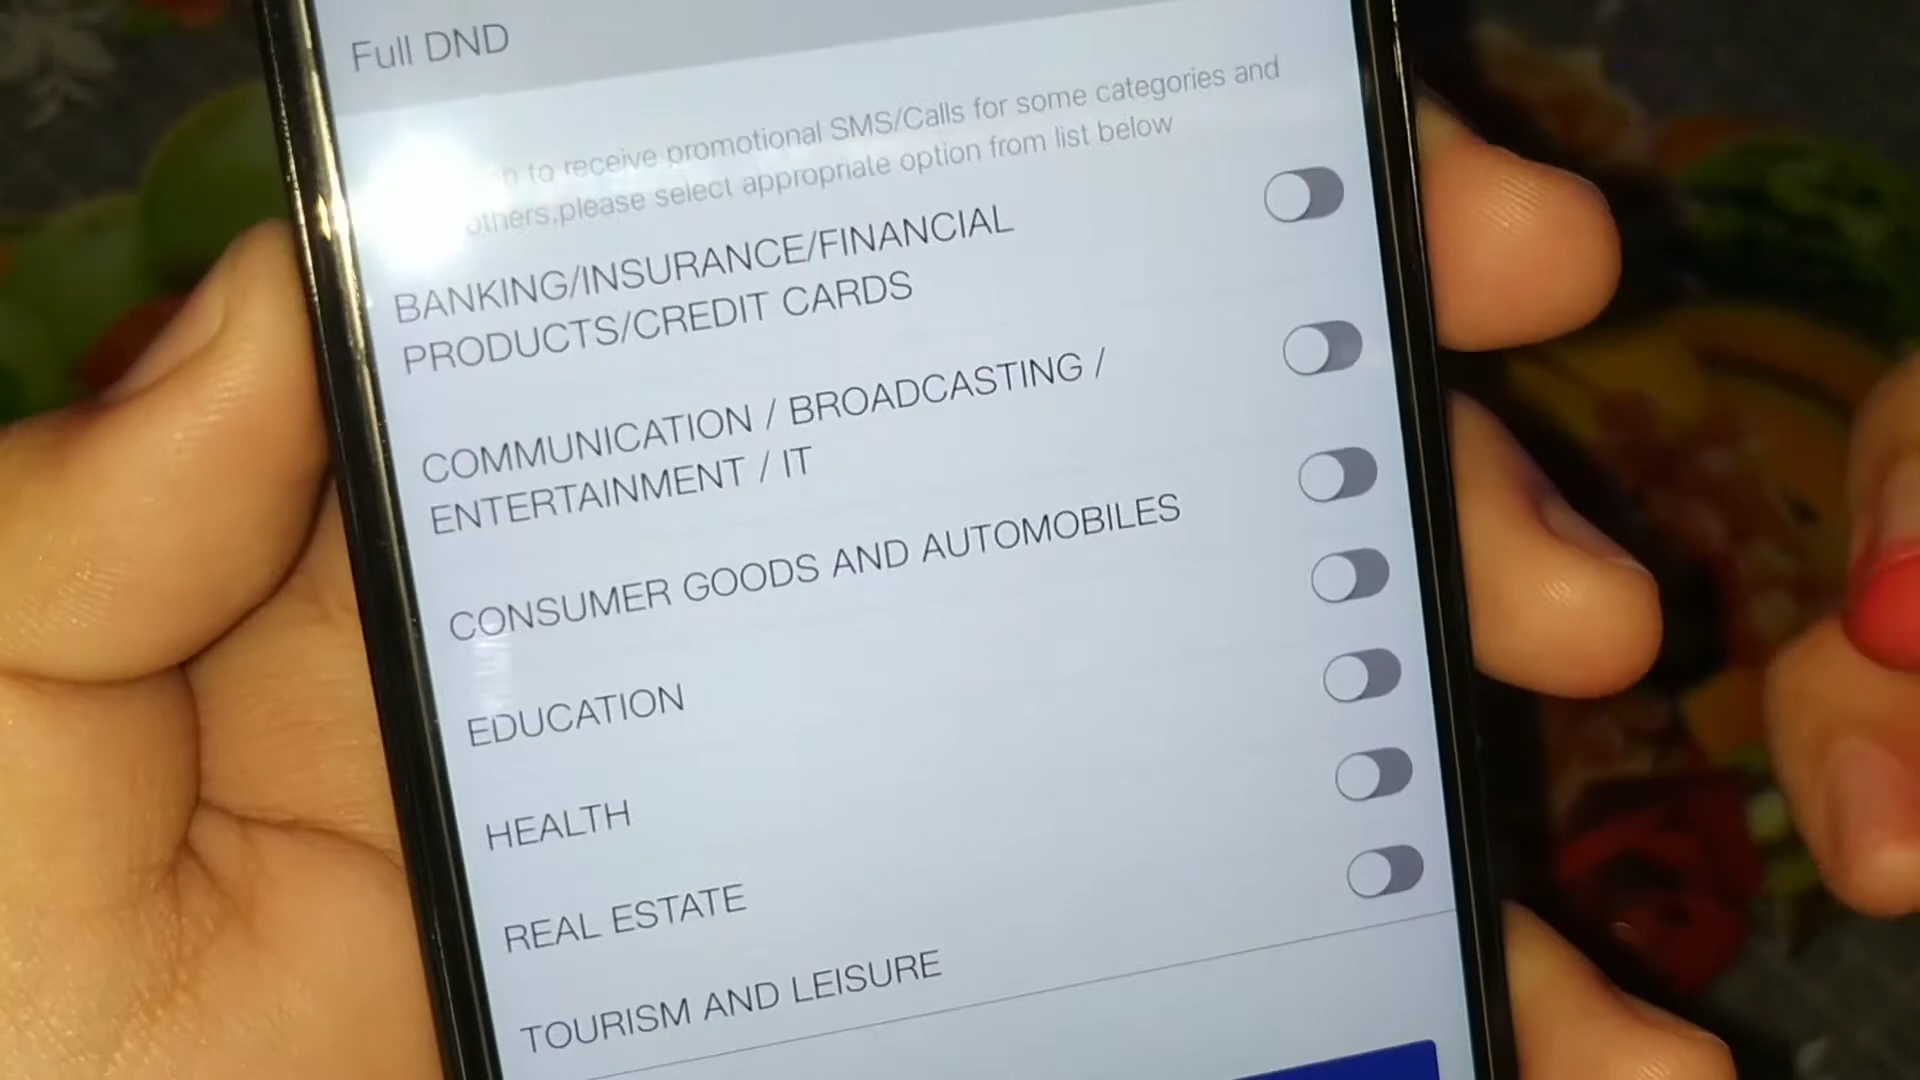 Full DND
to receive promotional SMS/Calls for some categories and
others,please select appropriate option from list below
BANKING/INSURANCE/FINANCIAL
PRODUCTS/CREDIT CARDS
COMMUNICATION / BROADCASTING /
ENTERTAINMENT / IT
CONSUMER GOODS AND AUTOMOBILES
EDUCATION
HEALTH
REAL ESTATE
TOURISM AND LEISURE